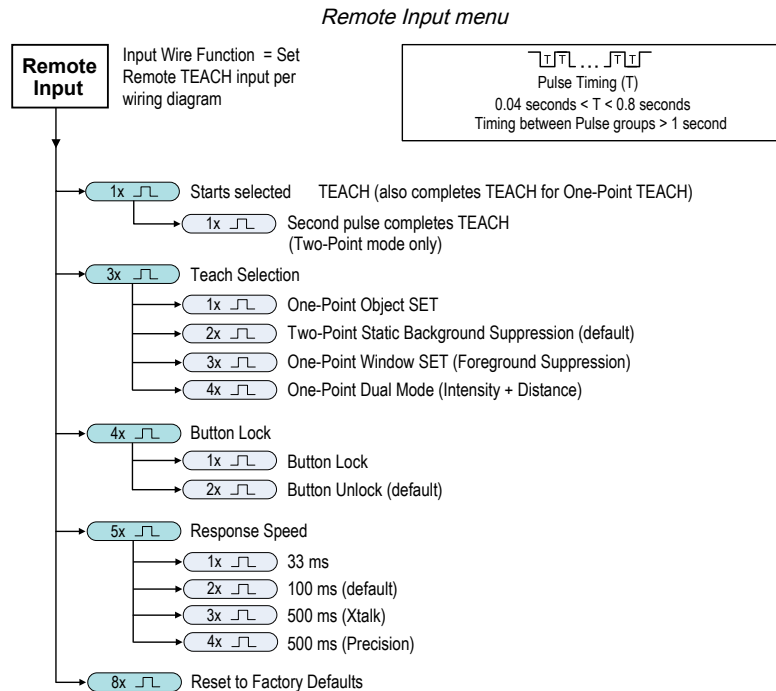 Remote Input menu
Remote
Input
Input Wire Function = Set
Remote TEACH input per
wiring diagram
T T ... T T
Pulse Timing (T)
0.04 seconds < T < 0.8 seconds
Timing between Pulse groups > 1 second
1x Starts selected TEACH (also completes TEACH for One-Point TEACH)
1x Second pulse completes TEACH
(Two-Point mode only)
3x Teach Selection
1x One-Point Object SET
2x Two-Point Static Background Suppression (default)
3x One-Point Window SET (Foreground Suppression)
4x One-Point Dual Mode (Intensity + Distance)
4x Button Lock
1x Button Lock
2x Button Unlock (default)
5x Response Speed
1x 33 ms
2x 100 ms (default)
3x 500 ms (Xtalk)
4x 500 ms (Precision)
8x Reset to Factory Defaults